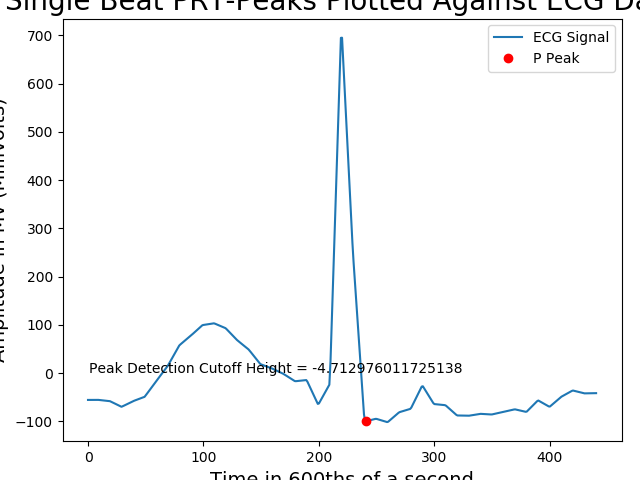 Single Beat PRT-Peaks Plotted Against ECG Da
700
600
500
400
300
200
100
0
−100
Amplitude in MV (Millivolts)
ECG Signal
P Peak
Peak Detection Cutoff Height = -4.712976011725138
0
100
200
300
400
Time in 600ths of a second